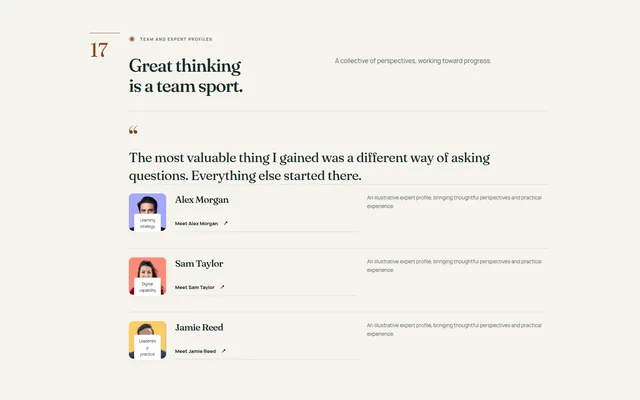 17
TEAM AND EXPERT PROFILES
Great thinking
is a team sport.
A collective of perspectives, working toward progress.
“
The most valuable thing I gained was a different way of asking
questions. Everything else started there.
Learning
strategy
Alex Morgan
Meet Alex Morgan ↗
An illustrative expert profile, bringing thoughtful perspectives and practical
experience.
Digital
capability
Sam Taylor
Meet Sam Taylor ↗
An illustrative expert profile, bringing thoughtful perspectives and practical
experience.
Leadershi
p
practice
Jamie Reed
Meet Jamie Reed ↗
An illustrative expert profile, bringing thoughtful perspectives and practical
experience.